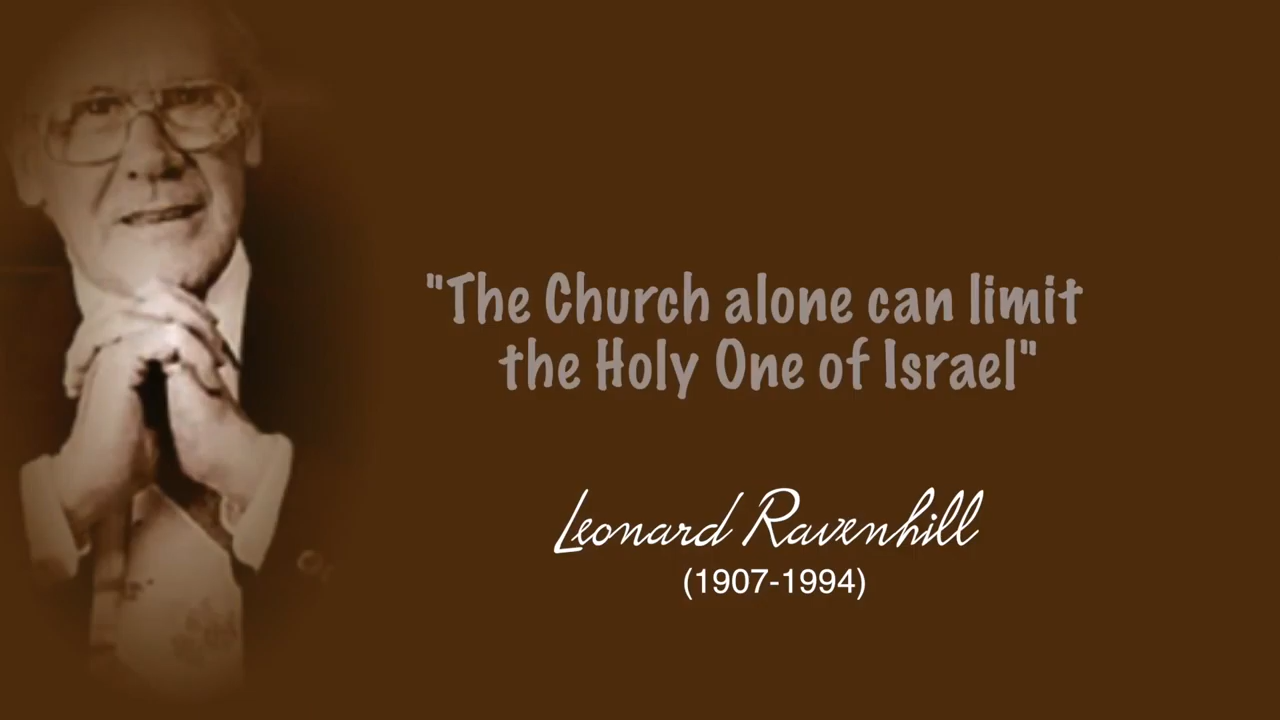 "The Church alone can limit
the Holy One of Israel"
Leonard Ravenhill
(1907-1994)